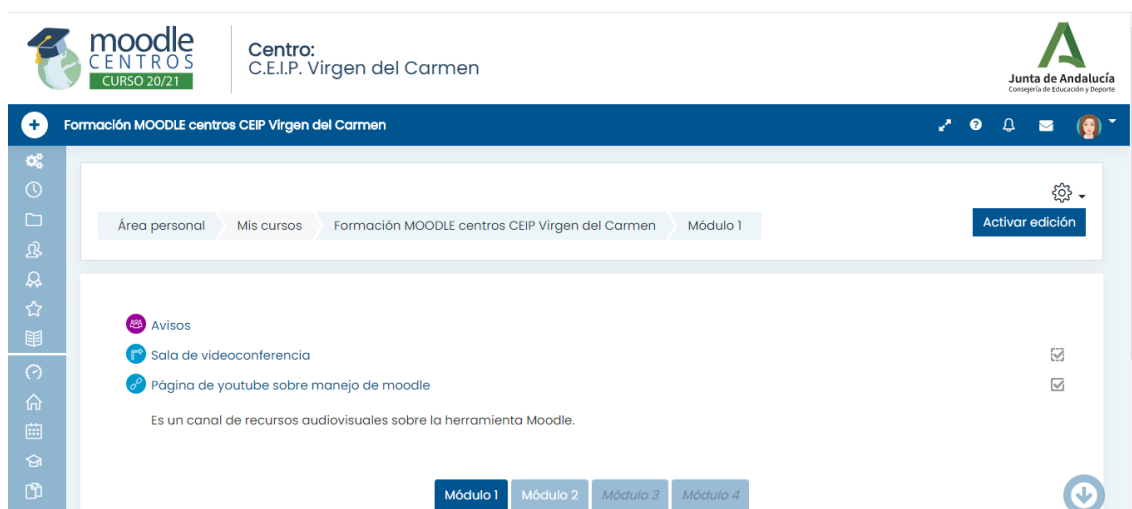 moodle
CENTROS
CURSO 20/21
Centro:
C.E.I.P. Virgen del Carmen
Junta de Andalucía
Consejería de Educación y Deporte
Formación MOODLE centros CEIP Virgen del Carmen
Área personal Mis cursos Formación MOODLE centros CEIP Virgen del Carmen Módulo 1
Activar edición
Avisos
Sala de videoconferencia
Página de youtube sobre manejo de moodle
Es un canal de recursos audiovisuales sobre la herramienta Moodle.
Módulo 1 Módulo 2 Módulo 3 Módulo 4